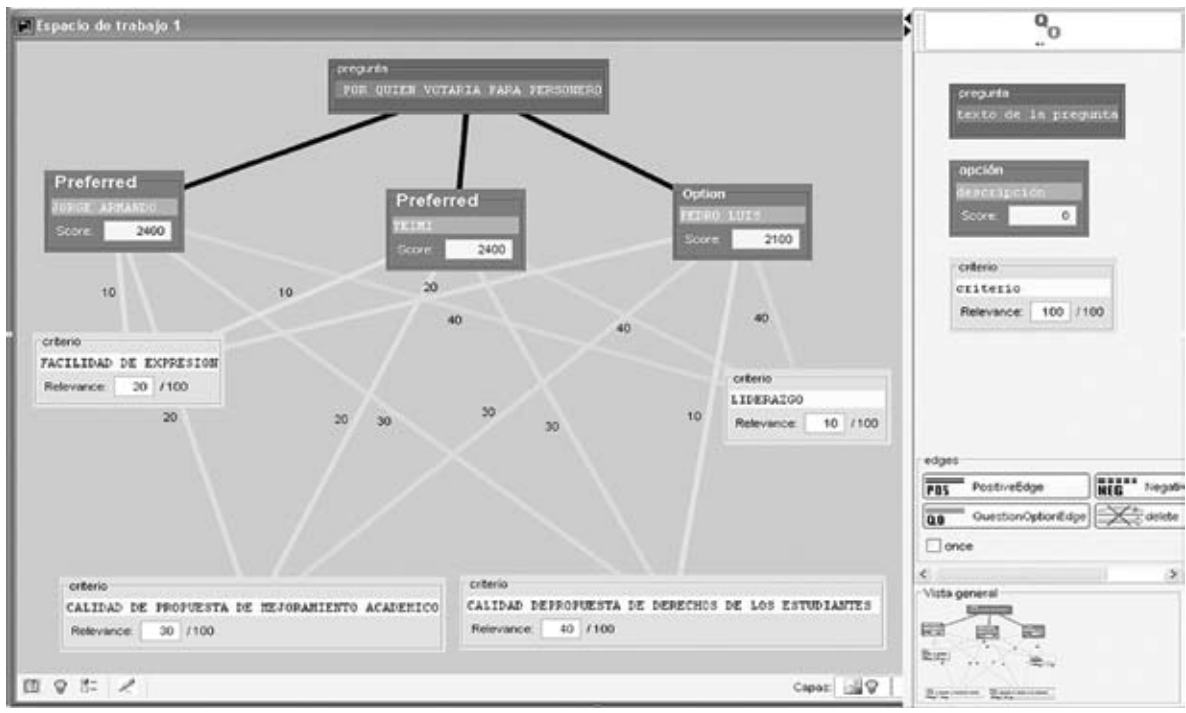 Espacio de trabajo 1
pregunta
POR QUIEN VOTARIA PARA PERSONERO
Preferred
JORGE ARMANDO
Score: 2400
Preferred
YEIMI
Score: 2400
Option
PEDRO LUIS
Score: 2100
10
10
20
40
40
40
criterio
FACILIDAD DE EXPRESION
Relevance: 20 /100
criterio
LIDERAZGO
Relevance: 10 /100
20
20
30
30
30
10
criterio
CALIDAD DE PROPUESTA DE MEJORAMIENTO ACADEMICO
Relevance: 30 /100
criterio
CALIDAD DEPROPUESTA DE DERECHOS DE LOS ESTUDIANTES
Relevance: 40 /100
Capas:
pregunta
texto de la pregunta
opción
descripción
Score: 0
criterio
criterio
Relevance: 100 /100
edges
POS PositiveEdge
NEG Negativ
QO QuestionOptionEdge
delete
once
Vista general